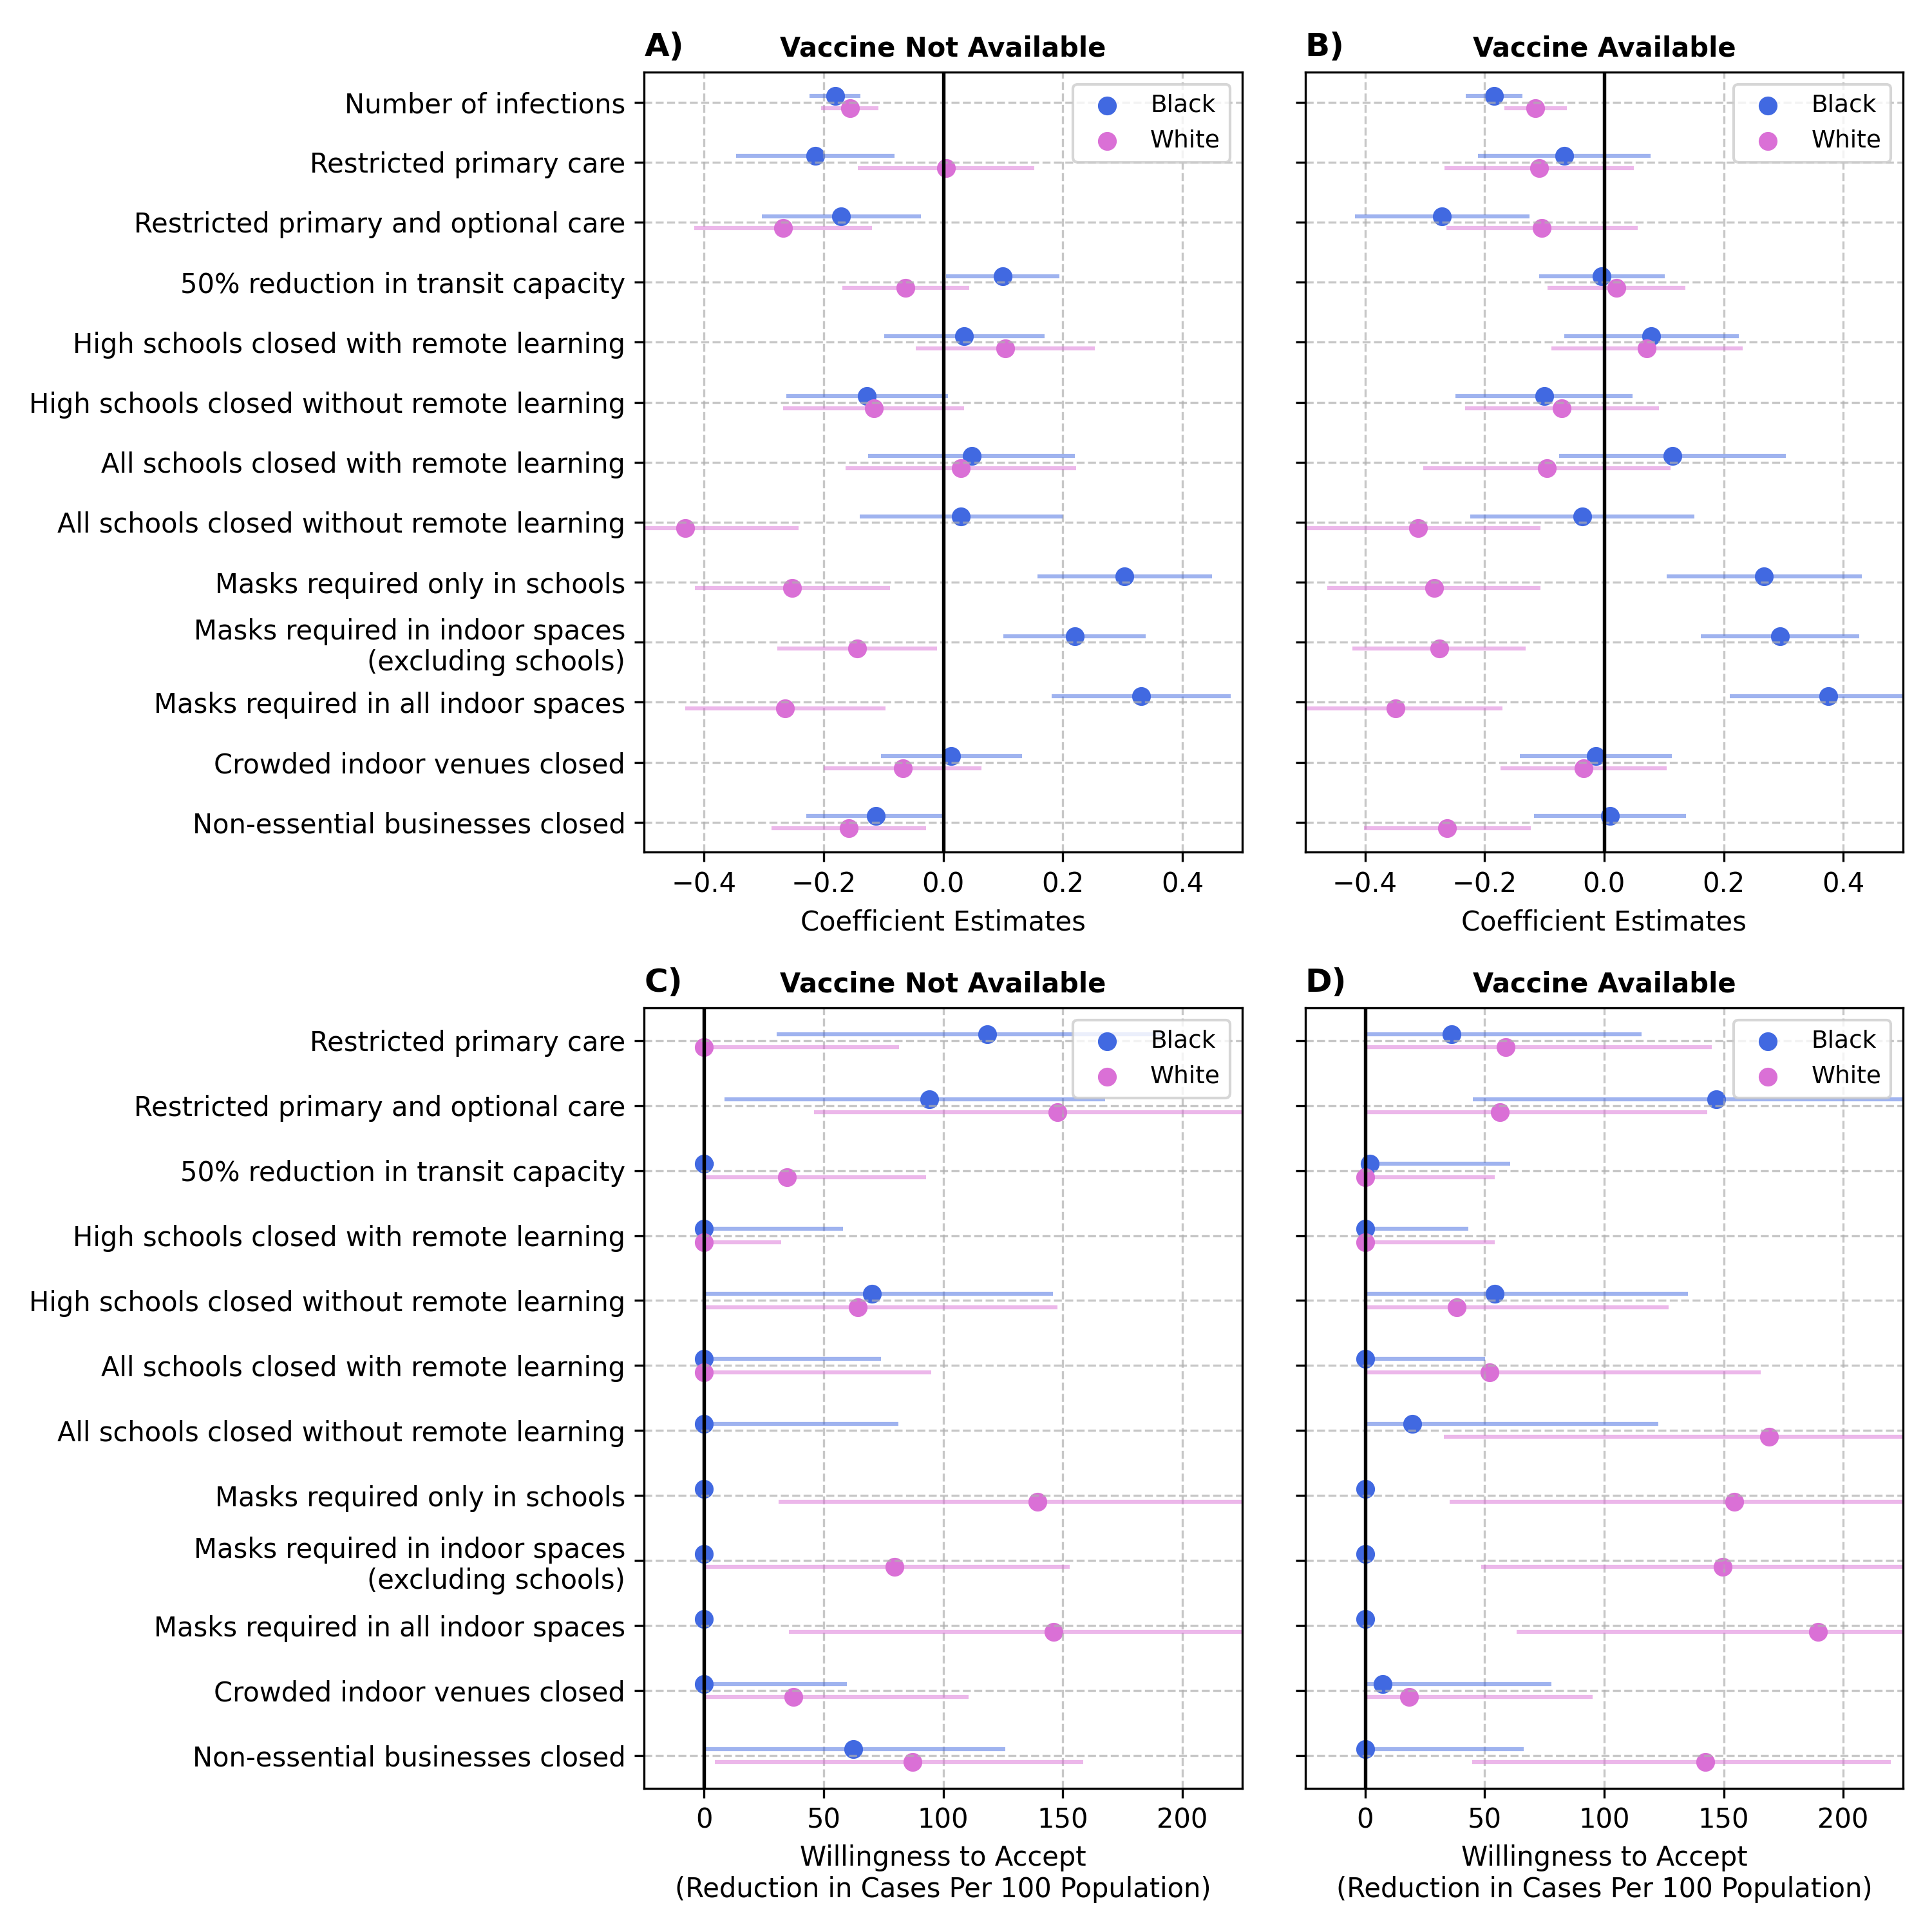 A) Vaccine Not Available
B) Vaccine Available
Black
White
Black
White
Number of infections
Restricted primary care
Restricted primary and optional care
50% reduction in transit capacity
High schools closed with remote learning
High schools closed without remote learning
All schools closed with remote learning
All schools closed without remote learning
Masks required only in schools
Masks required in indoor spaces
(excluding schools)
Masks required in all indoor spaces
Crowded indoor venues closed
Non-essential businesses closed
−0.4 −0.2 0.0 0.2 0.4
−0.4 −0.2 0.0 0.2 0.4
Coefficient Estimates
Coefficient Estimates
C) Vaccine Not Available
D) Vaccine Available
Black
White
Black
White
Restricted primary care
Restricted primary and optional care
50% reduction in transit capacity
High schools closed with remote learning
High schools closed without remote learning
All schools closed with remote learning
All schools closed without remote learning
Masks required only in schools
Masks required in indoor spaces
(excluding schools)
Masks required in all indoor spaces
Crowded indoor venues closed
Non-essential businesses closed
0 50 100 150 200
0 50 100 150 200
Willingness to Accept
(Reduction in Cases Per 100 Population)
Willingness to Accept
(Reduction in Cases Per 100 Population)